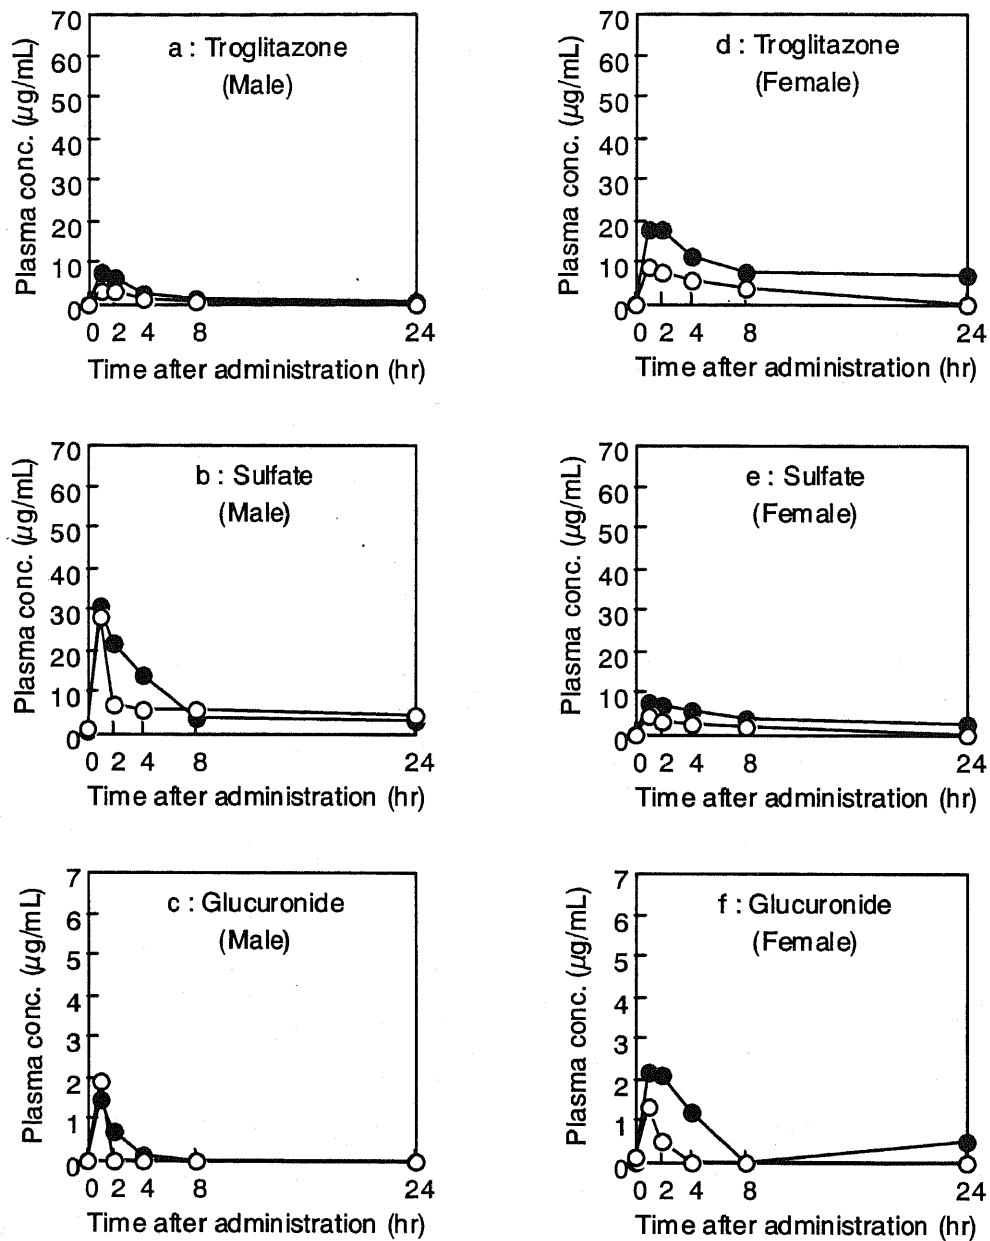 70
60
50
40
30
20
10
0
Plasma conc. (μg/mL)
a : Troglitazone
(Male)
0 2 4 8 24
Time after administration (hr)
70
60
50
40
30
20
10
0
Plasma conc. (μg/mL)
d : Troglitazone
(Female)
0 2 4 8 24
Time after administration (hr)
70
60
50
40
30
20
10
0
Plasma conc. (μg/mL)
b : Sulfate
(Male)
0 2 4 8 24
Time after administration (hr)
70
60
50
40
30
20
10
0
Plasma conc. (μg/mL)
e : Sulfate
(Female)
0 2 4 8 24
Time after administration (hr)
7
6
5
4
3
2
1
0
Plasma conc. (μg/mL)
c : Glucuronide
(Male)
0 2 4 8 24
Time after administration (hr)
7
6
5
4
3
2
1
0
Plasma conc. (μg/mL)
f : Glucuronide
(Female)
0 2 4 8 24
Time after administration (hr)